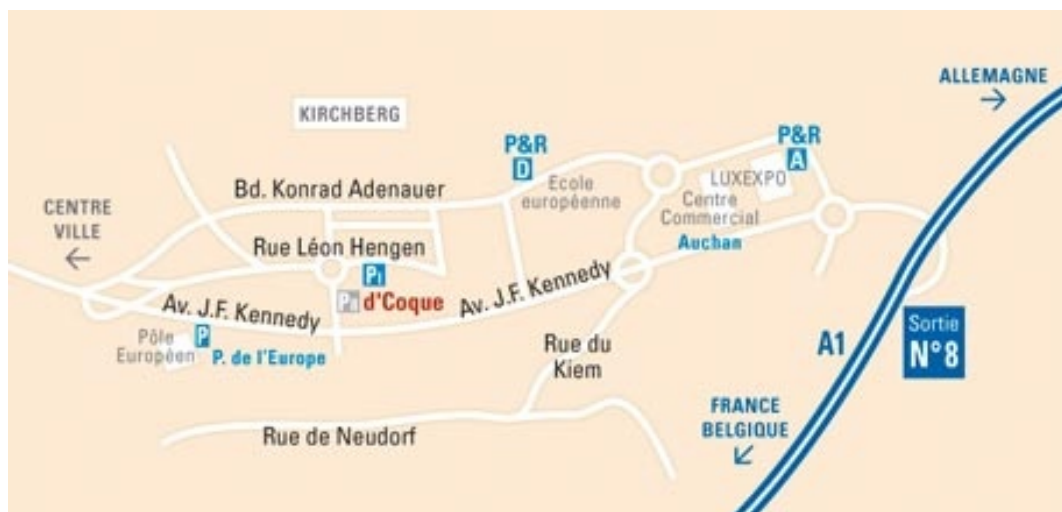 ALLEMAGNE
KIRCHBERG
P&R
D
P&R
A
Bd. Konrad Adenauer
Ecole
européenne
LUXEXPO
Centre
Commercial
Auchan
CENTRE
VILLE
Rue Léon Hengen
P1
P
d'Coque
Av. J.F. Kennedy
Av. J.F. Kennedy
Pôle
Européen
P
P. de l'Europe
Rue du
Kiem
A1
Sortie
N°8
FRANCE
BELGIQUE
Rue de Neudorf